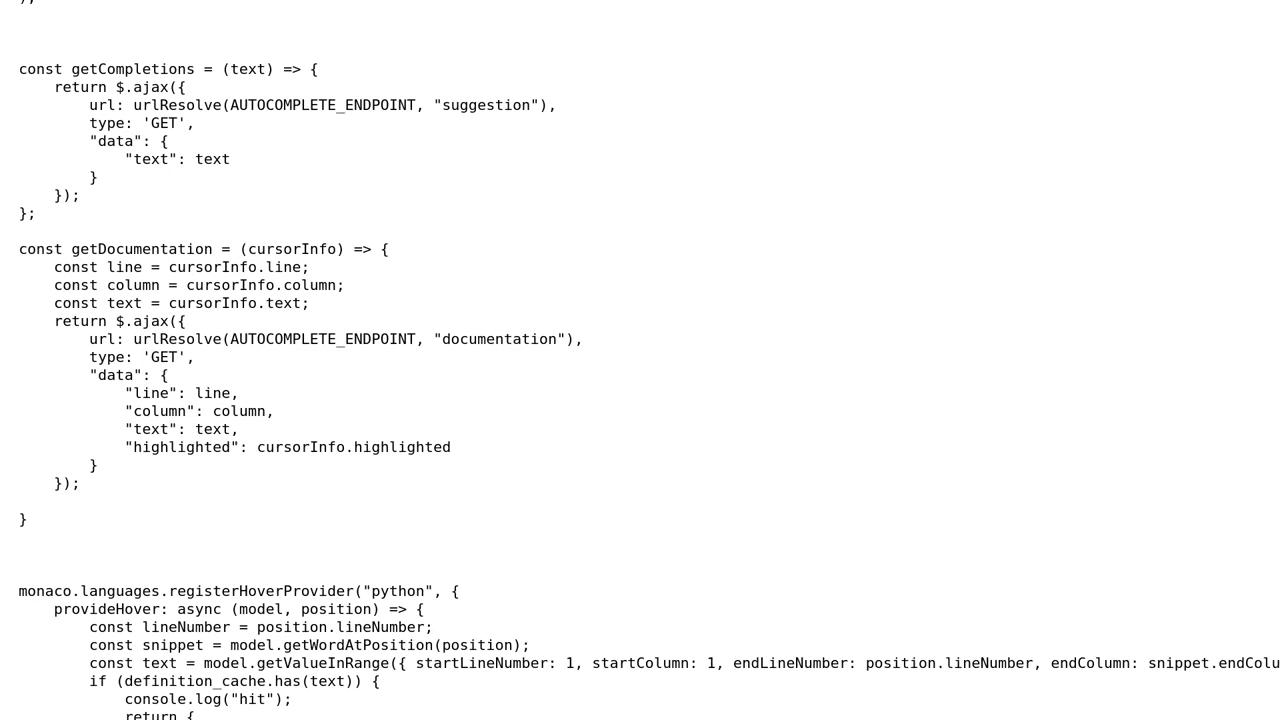 );
const getCompletions = (text) => {
    return $.ajax({
        url: urlResolve(AUTOCOMPLETE_ENDPOINT, "suggestion"),
        type: 'GET',
        "data": {
            "text": text
        }
    });
};
const getDocumentation = (cursorInfo) => {
    const line = cursorInfo.line;
    const column = cursorInfo.column;
    const text = cursorInfo.text;
    return $.ajax({
        url: urlResolve(AUTOCOMPLETE_ENDPOINT, "documentation"),
        type: 'GET',
        "data": {
            "line": line,
            "column": column,
            "text": text,
            "highlighted": cursorInfo.highlighted
        }
    });
}
monaco.languages.registerHoverProvider("python", {
    provideHover: async (model, position) => {
        const lineNumber = position.lineNumber;
        const snippet = model.getWordAtPosition(position);
        const text = model.getValueInRange({ startLineNumber: 1, startColumn: 1, endLineNumber: position.lineNumber, endColumn: snippet.endColu
        if (definition_cache.has(text)) {
            console.log("hit");
            return {